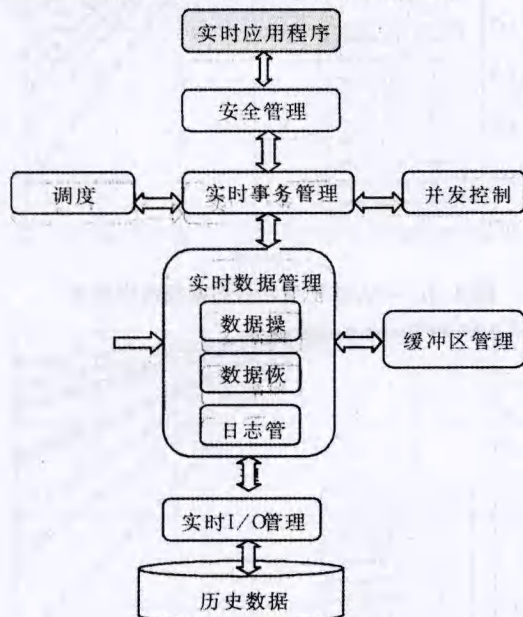 实时应用程序
安全管理
调度
实时事务管理
并发控制
实时数据管理
数据操
数据恢
日志管
缓冲区管理
实时I/O管理
历史数据